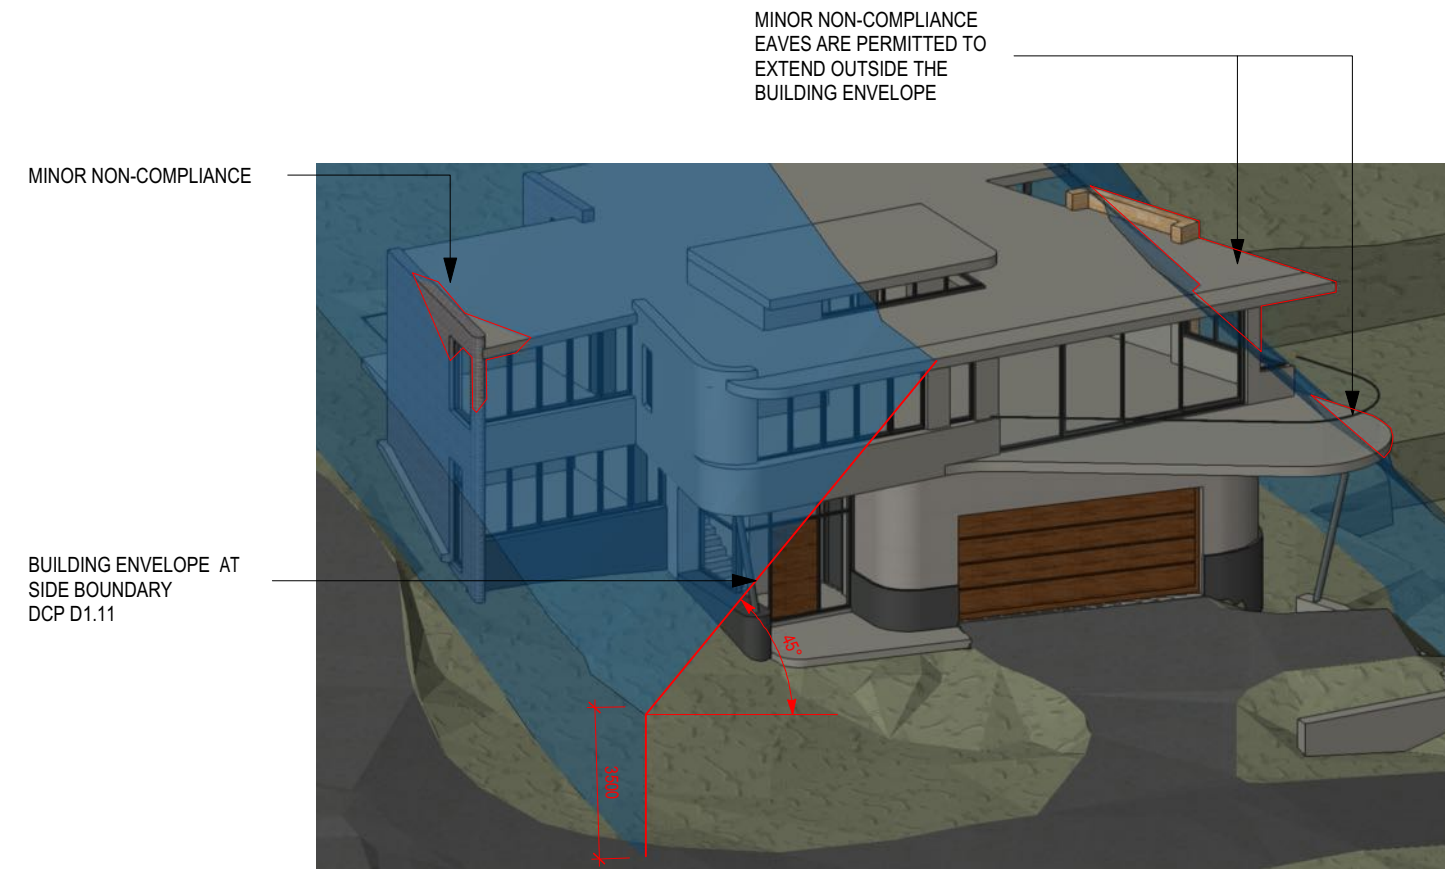 MINOR NON-COMPLIANCE
EAVES ARE PERMITTED TO
EXTEND OUTSIDE THE
BUILDING ENVELOPE
MINOR NON-COMPLIANCE
BUILDING ENVELOPE AT
SIDE BOUNDARY
DCP D1.11
45°
3500